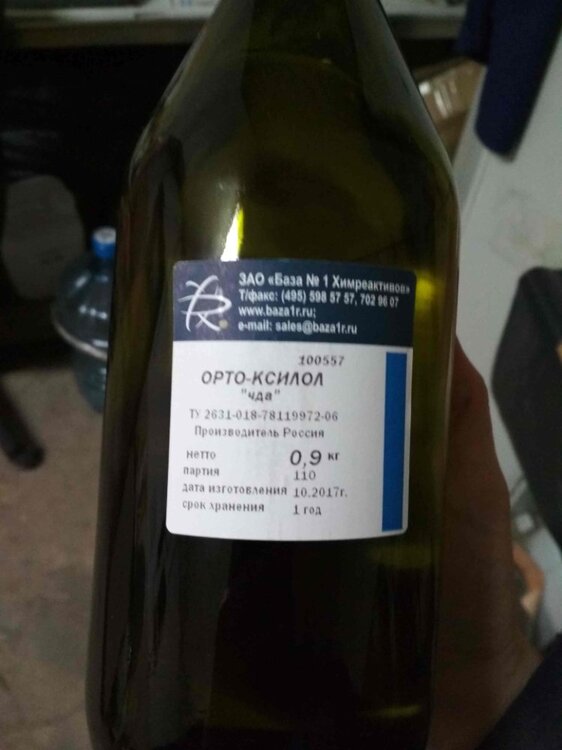 ЗАО «База № 1 Химреактивов»
Т/факс: (495) 598 57 57, 702 96 07
www.baza1r.ru;
e-mail: sales@baza1r.ru
100557
ОРТО-КСИЛОЛ
"чда"
ТУ 2631-018-78119972-06
Производитель Россия
нетто 0,9 кг
партия 110
дата изготовления 10.2017г.
срок хранения 1 год